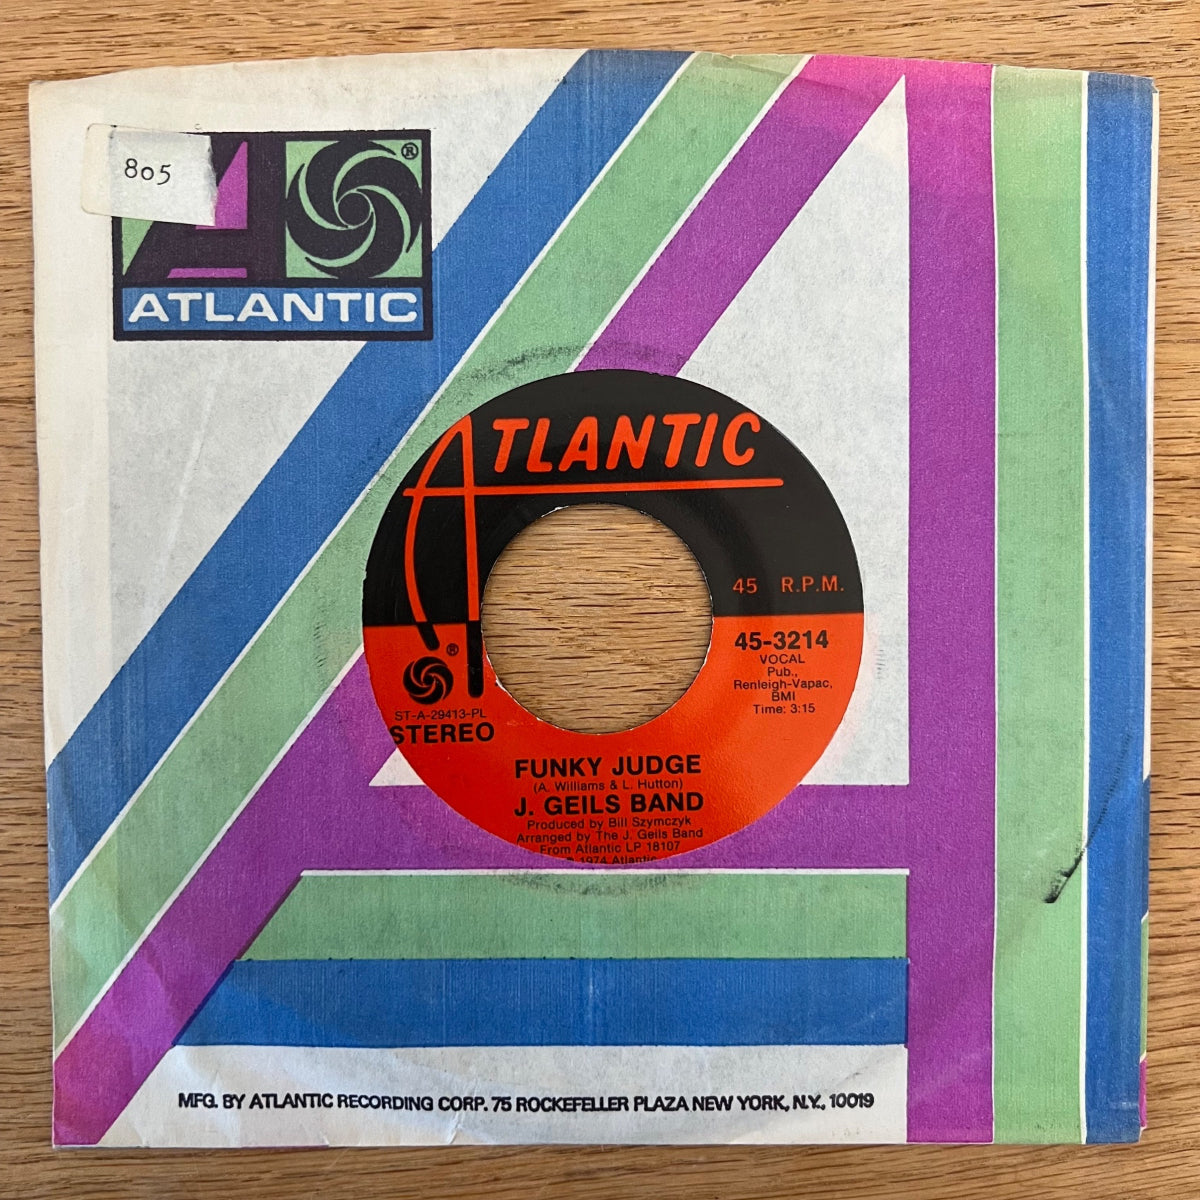 805
®
ATLANTIC
ATLANTIC
45 R.P.M.
45-3214
VOCAL
Pub.,
Renleigh-Vapac,
BMI
Time: 3:15
®
ST-A-29413-PL
STEREO
FUNKY JUDGE
(A. Williams & L. Hutton)
J. GEILS BAND
Produced by Bill Szymczyk
Arranged by The J. Geils Band
From Atlantic LP 18107
1974 Atlantic
MFG. BY ATLANTIC RECORDING CORP. 75 ROCKEFELLER PLAZA NEW YORK, N.Y., 10019